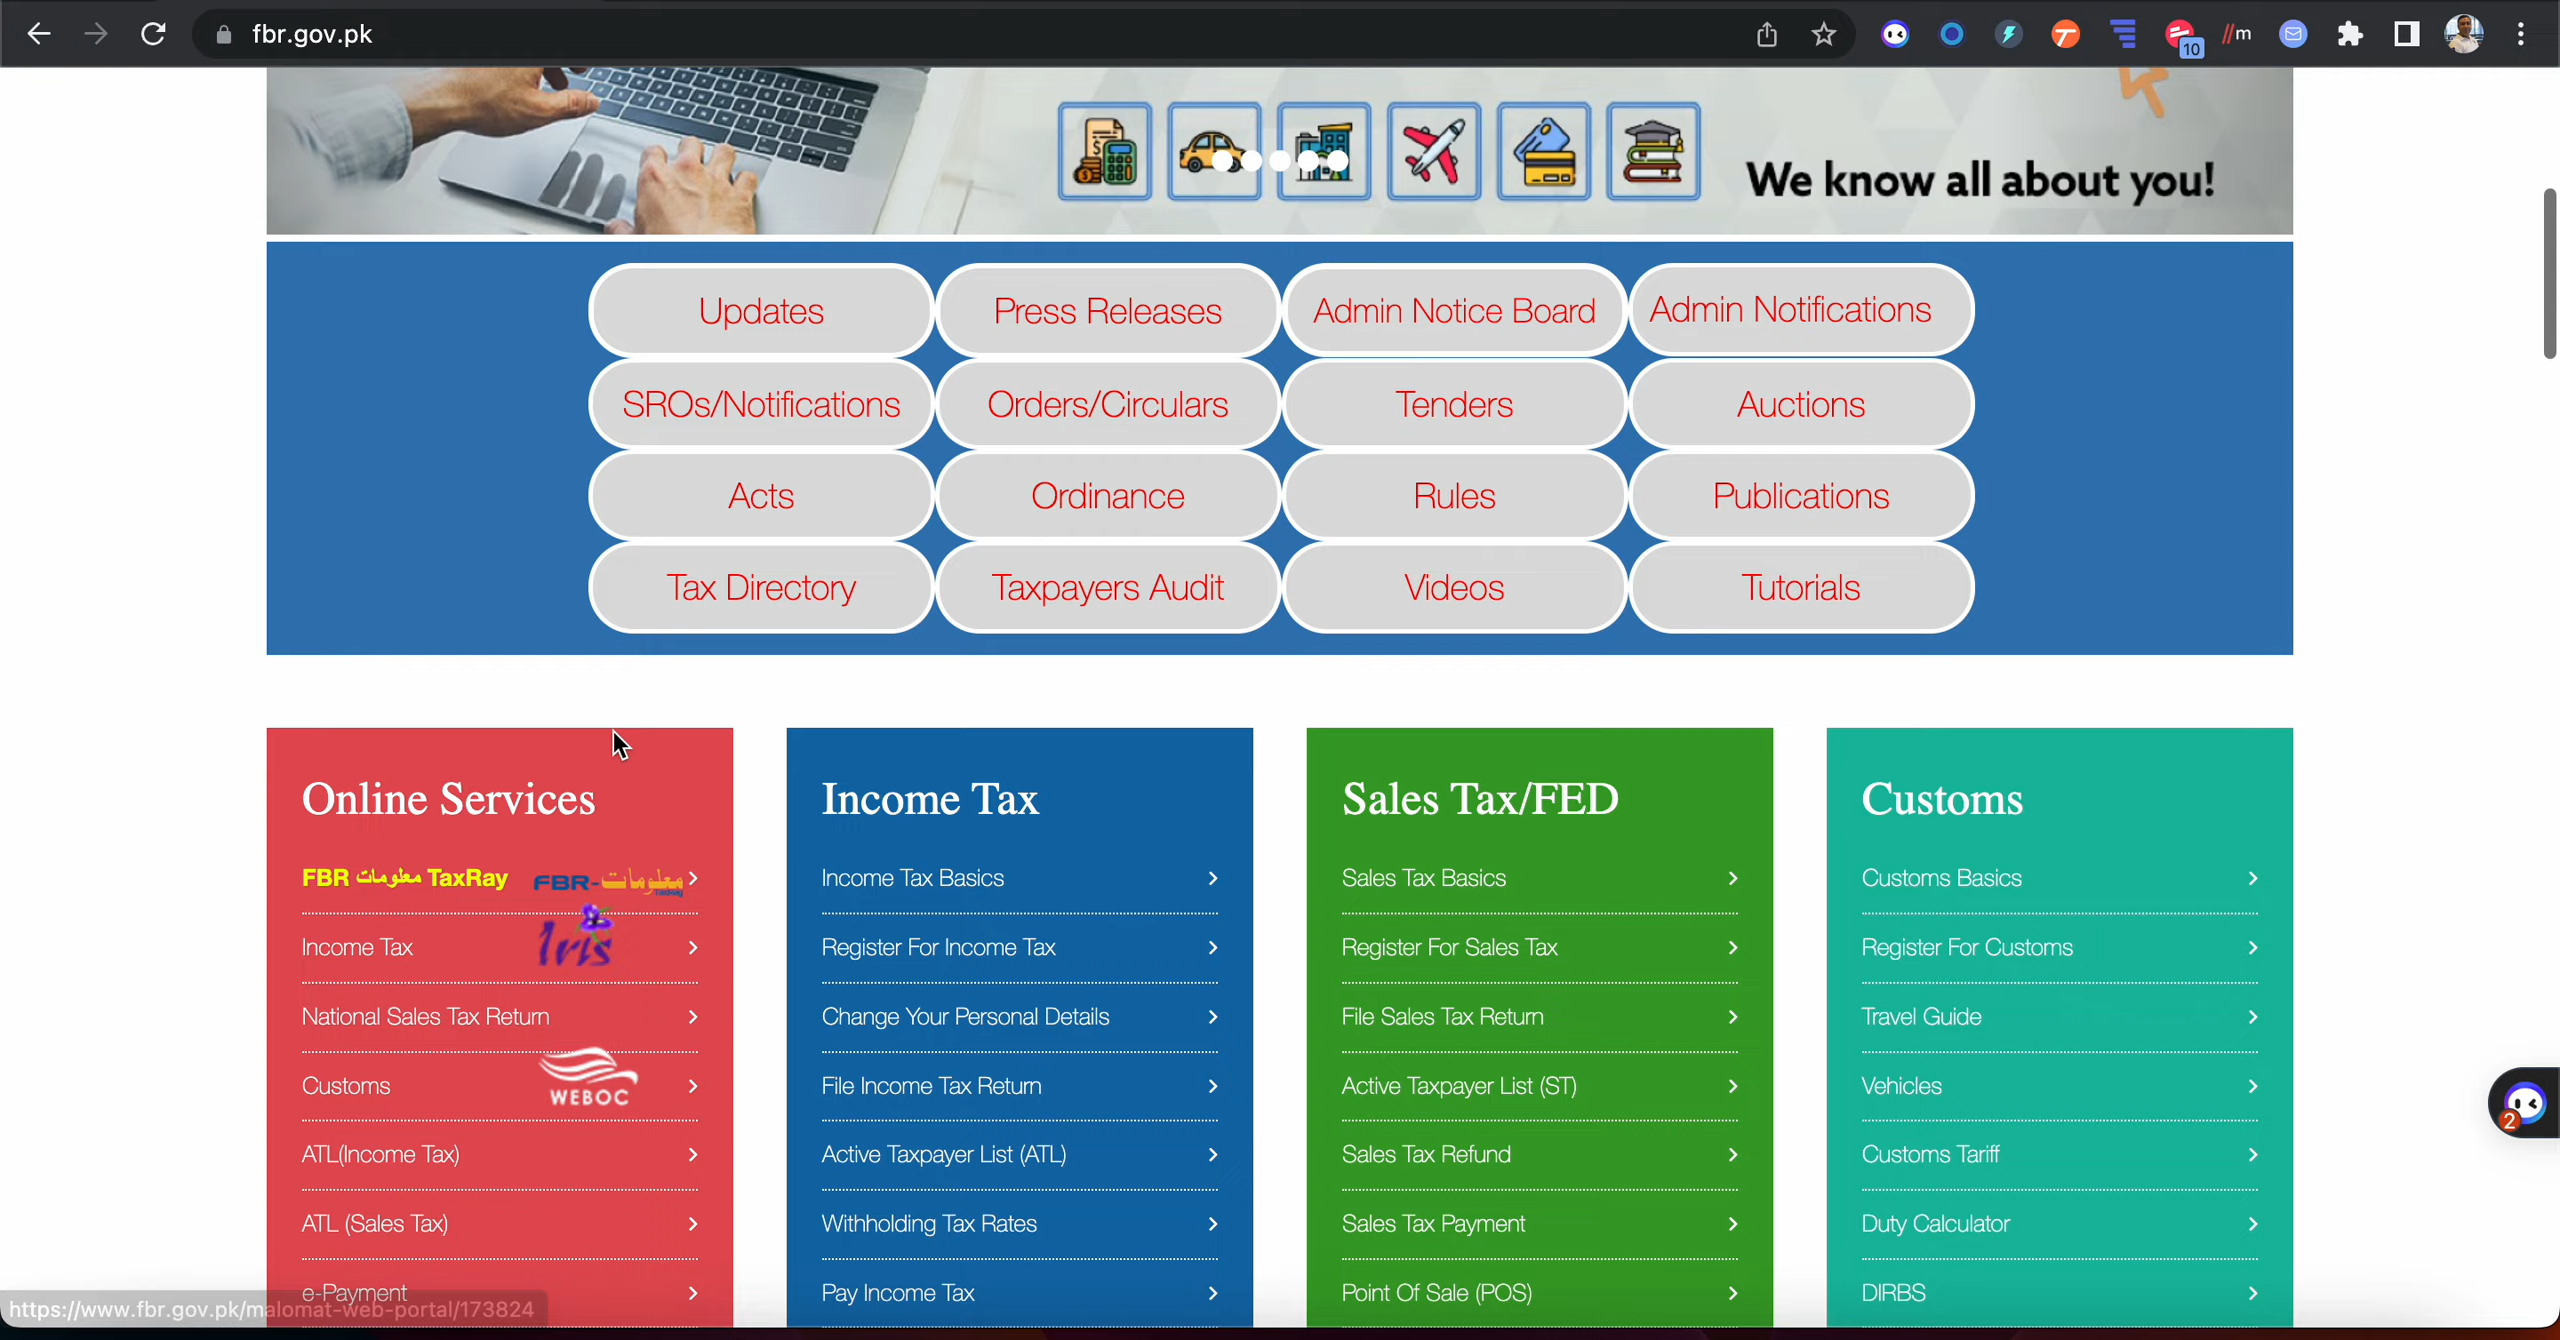 fbr.gov.pk
10
//m
We know all about you!
Updates
Press Releases
Admin Notice Board
Admin Notifications
SROs/Notifications
Orders/Circulars
Tenders
Auctions
Acts
Ordinance
Rules
Publications
Tax Directory
Taxpayers Audit
Videos
Tutorials
Online Services
FBR معلومات TaxRay
FBR-معلومات
Income Tax
Iris
National Sales Tax Return
Customs
WEBOC
ATL(Income Tax)
ATL (Sales Tax)
e-Payment
Income Tax
Income Tax Basics
Register For Income Tax
Change Your Personal Details
File Income Tax Return
Active Taxpayer List (ATL)
Withholding Tax Rates
Pay Income Tax
Sales Tax/FED
Sales Tax Basics
Register For Sales Tax
File Sales Tax Return
Active Taxpayer List (ST)
Sales Tax Refund
Sales Tax Payment
Point Of Sale (POS)
Customs
Customs Basics
Register For Customs
Travel Guide
Vehicles
Customs Tariff
Duty Calculator
DIRBS
2
https://www.fbr.gov.pk/malomat-web-portal/173824